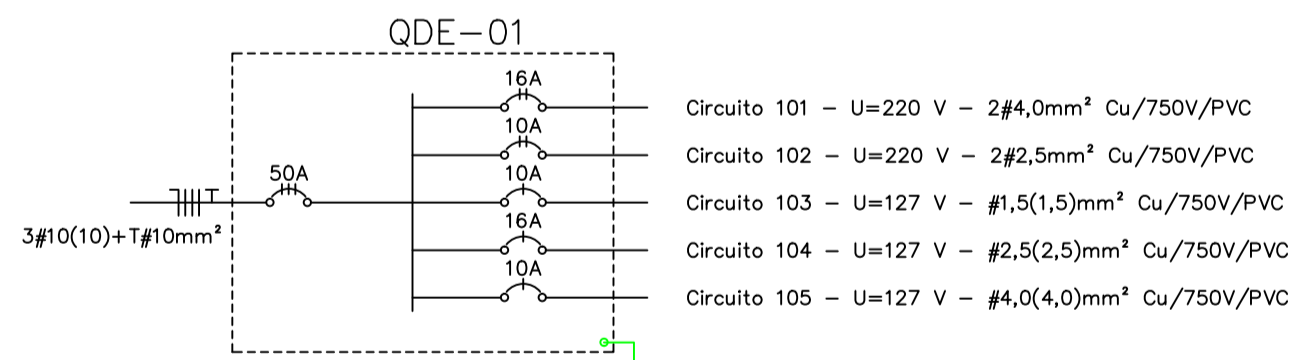 QDE-01
16A
Circuito 101 - U=220 V - 2#4,0mm² Cu/750V/PVC
10A
Circuito 102 - U=220 V - 2#2,5mm² Cu/750V/PVC
50A
10A
Circuito 103 - U=127 V - #1,5(1,5)mm² Cu/750V/PVC
T
3#10(10)+T#10mm²
16A
Circuito 104 - U=127 V - #2,5(2,5)mm² Cu/750V/PVC
10A
Circuito 105 - U=127 V - #4,0(4,0)mm² Cu/750V/PVC